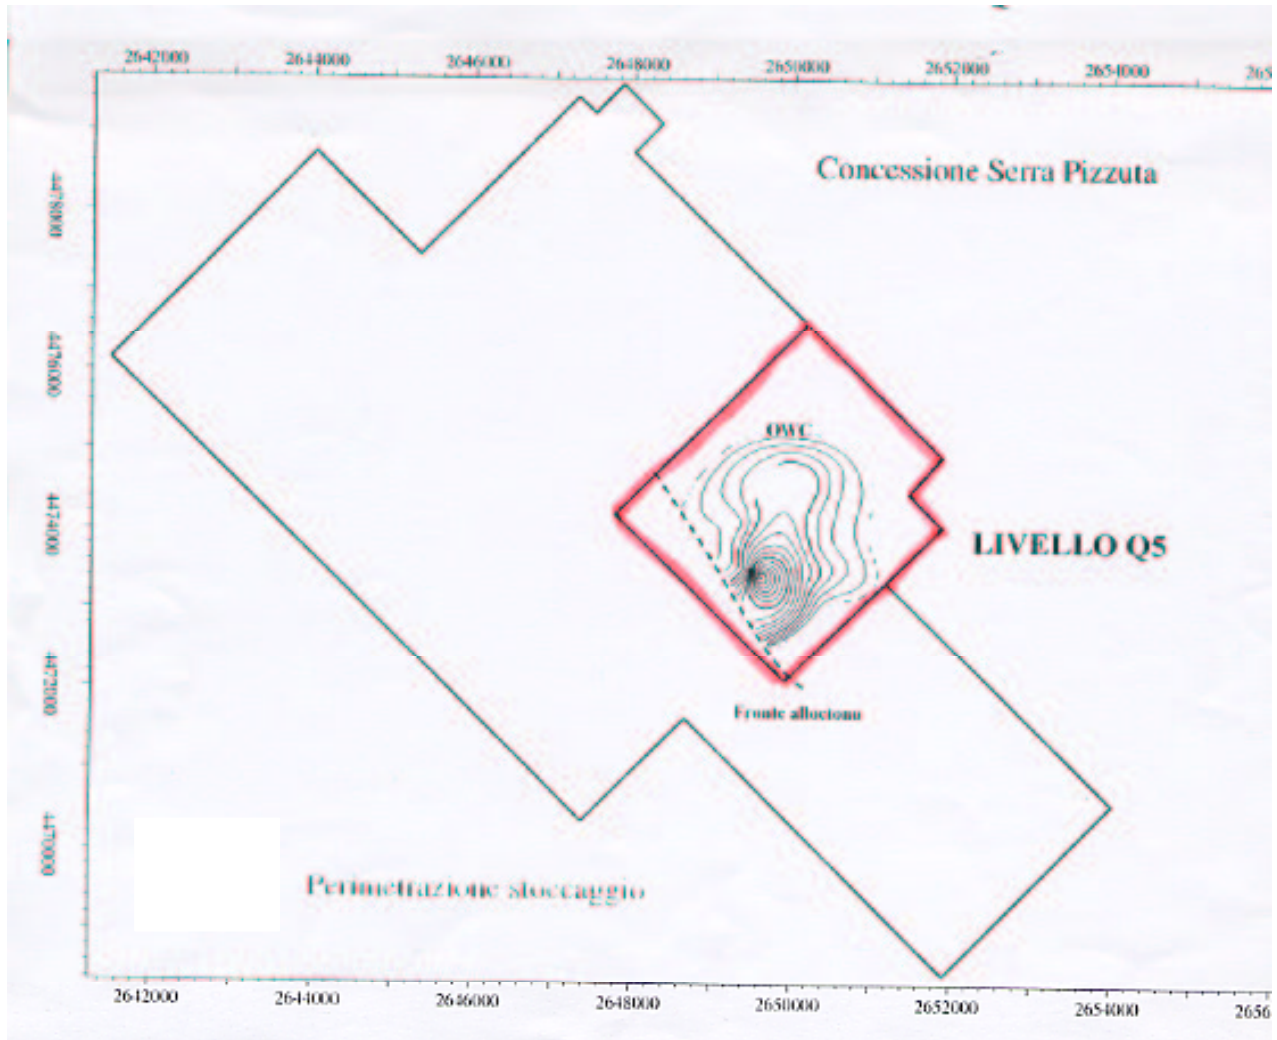 2642000 2644000 2646000 2648000 2650000 2652000 2654000
Concessione Serra Pizzuta
4478000
4476000
OWC
4474000
LIVELLO Q5
4472000
Fronte alloctono
4470000
Perimetrazione stoccaggio
2642000 2644000 2646000 2648000 2650000 2652000 2654000 2656